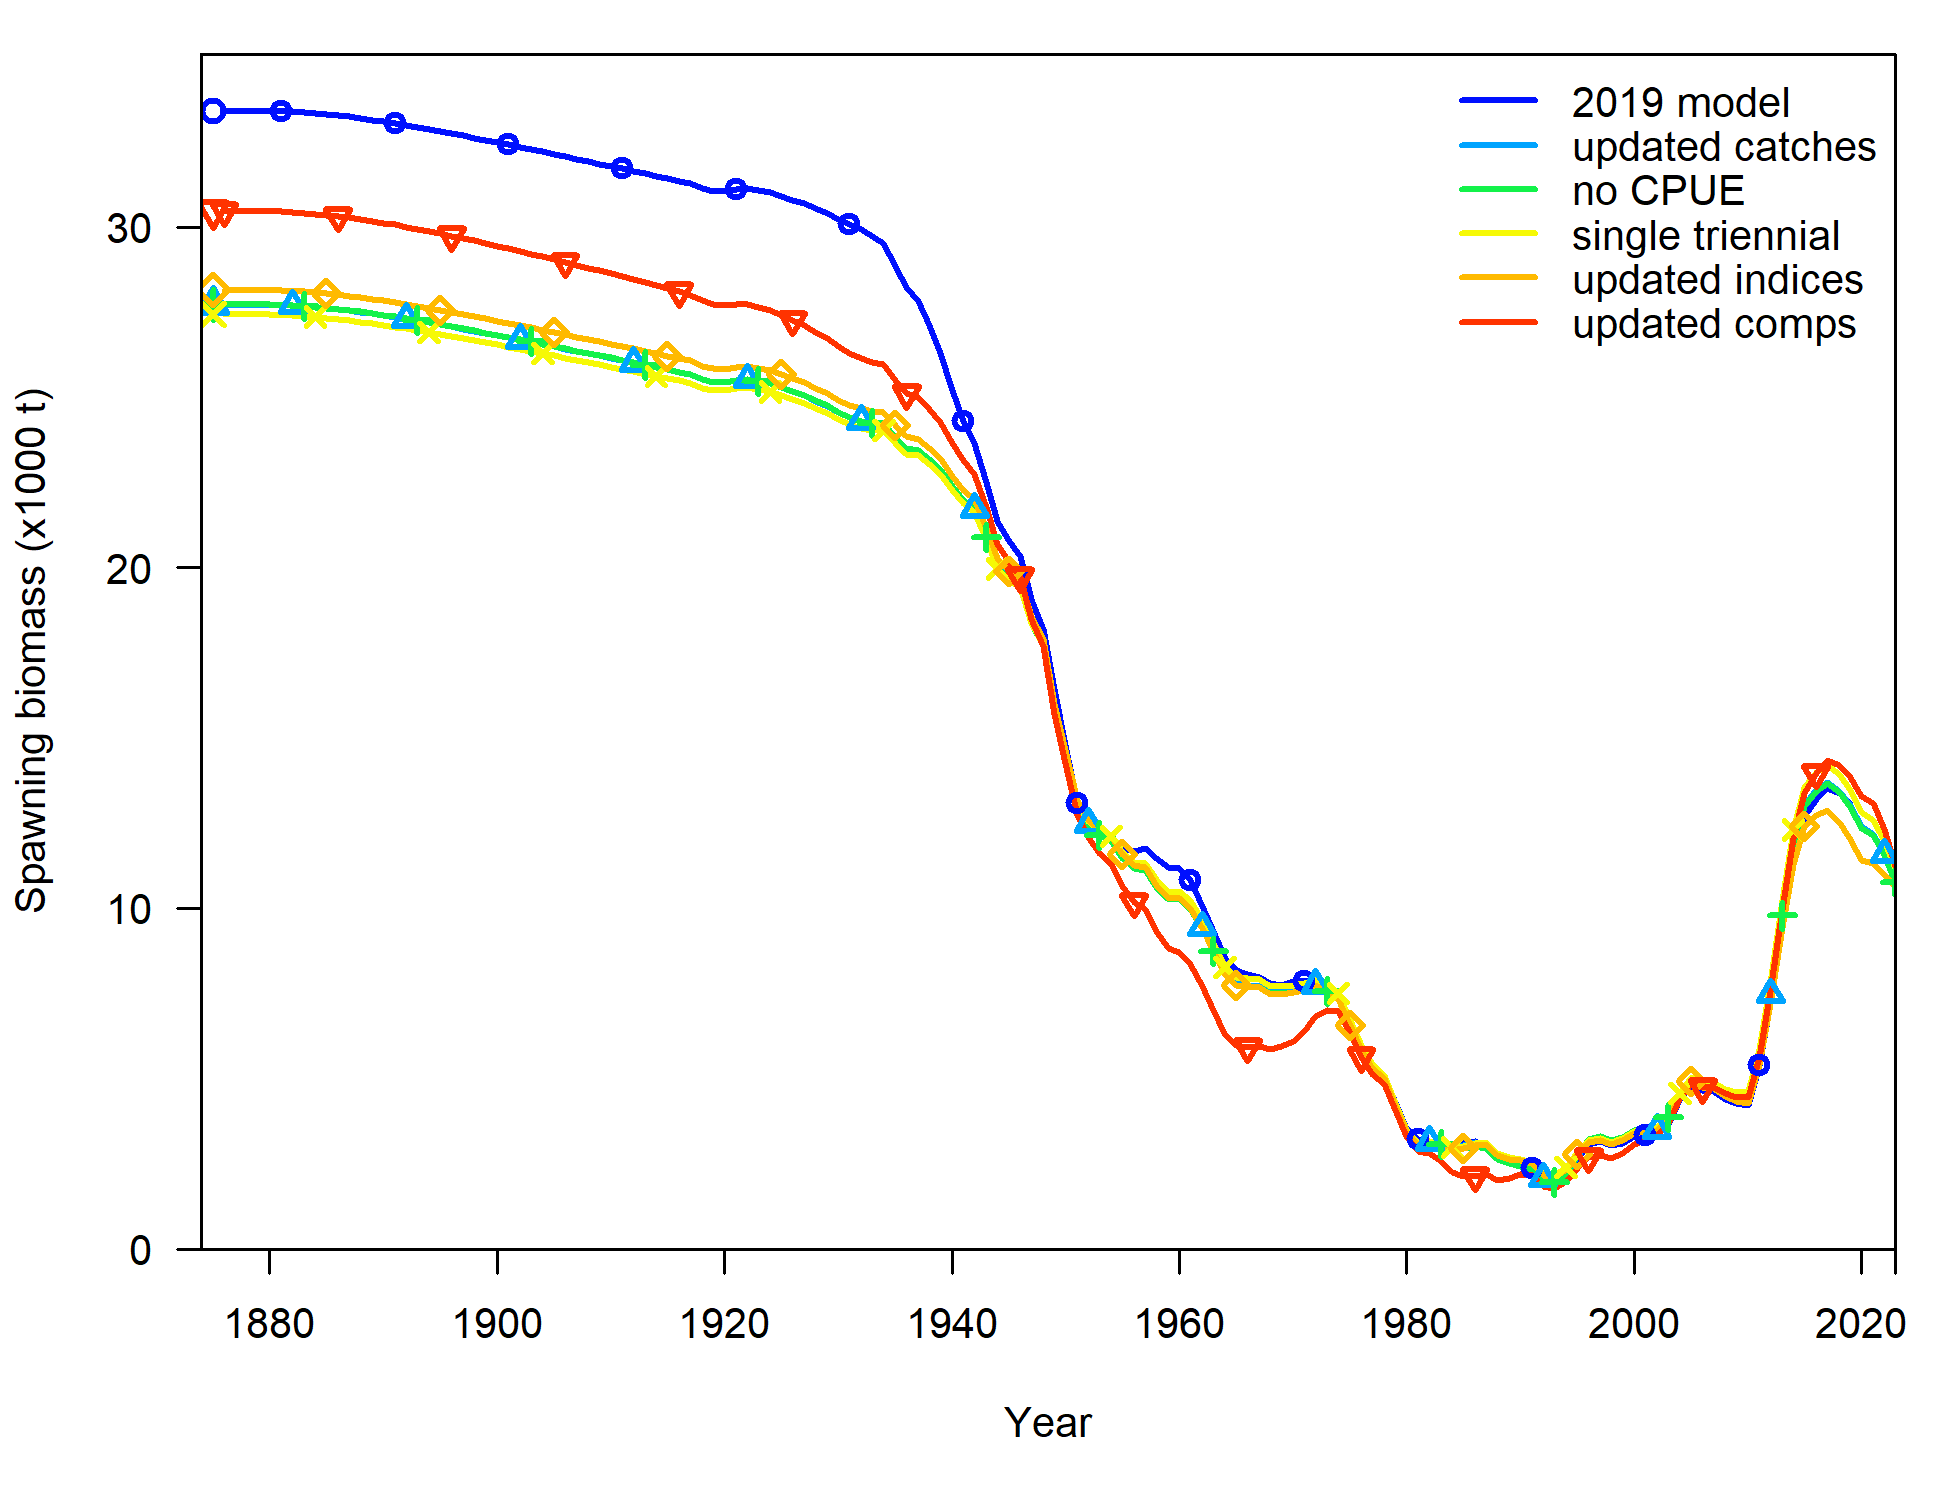 2019 model
updated catches
no CPUE
single triennial
updated indices
updated comps
30
20
10
0
Spawning biomass (x1000 t)
1880 1900 1920 1940 1960 1980 2000 2020
Year